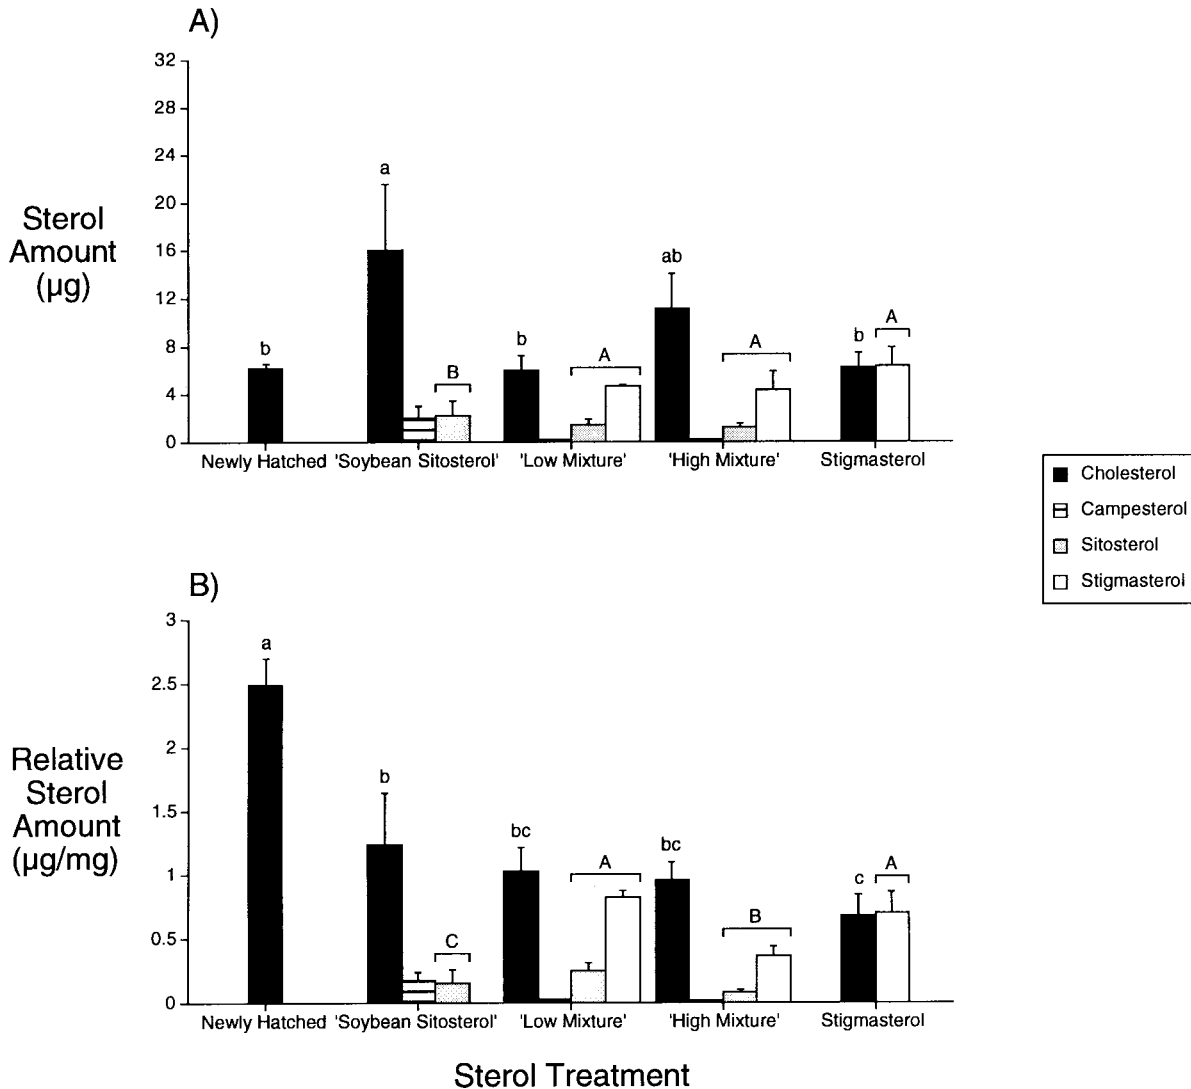 A)
32
28
24
20
16
12
8
4
0
Sterol
Amount
(µg)
b
a
B
b
A
ab
A
b
A
Newly Hatched 'Soybean Sitosterol' 'Low Mixture' 'High Mixture' Stigmasterol
Cholesterol
Campesterol
Sitosterol
Stigmasterol
B)
3
2.5
2
1.5
1
0.5
0
Relative
Sterol
Amount
(µg/mg)
a
b
C
bc
A
bc
B
c
A
Newly Hatched 'Soybean Sitosterol' 'Low Mixture' 'High Mixture' Stigmasterol
Sterol Treatment